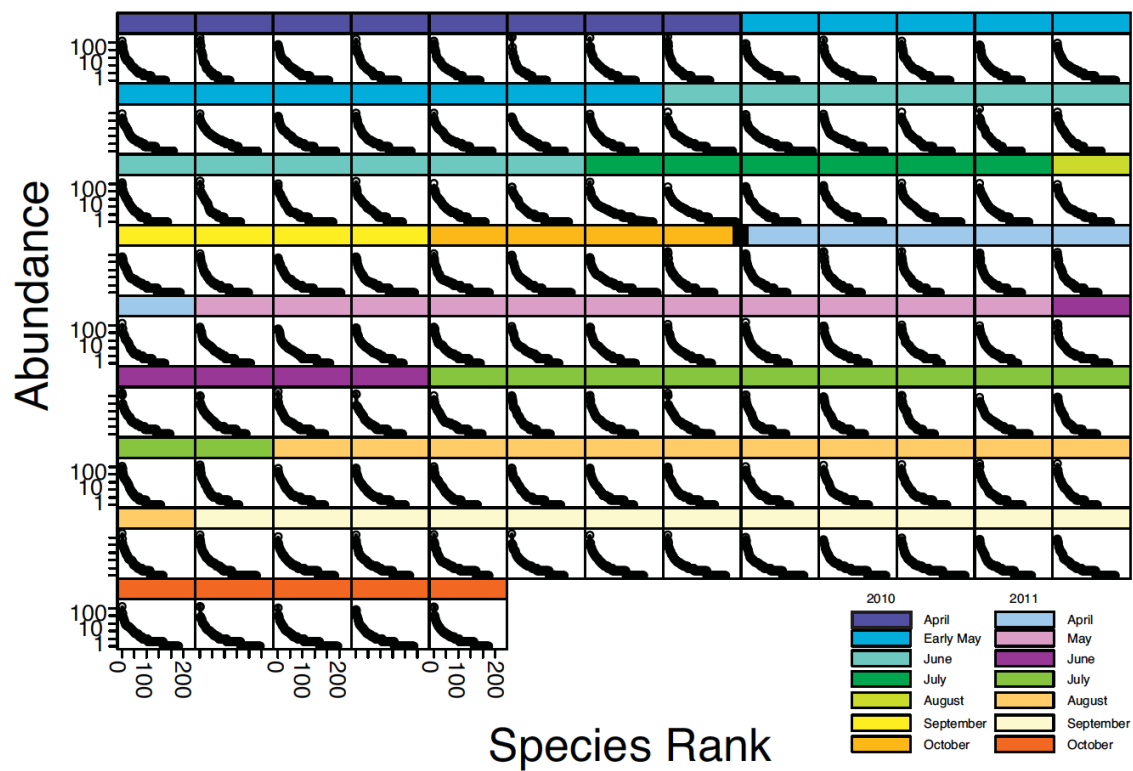 100
10
1
100
10
1
100
10
1
100
10
1
100
10
1
Abundance
0
100
200
0
100
200
0
100
200
Species Rank
2010 2011
April April
Early May May
June June
July July
August August
September September
October October